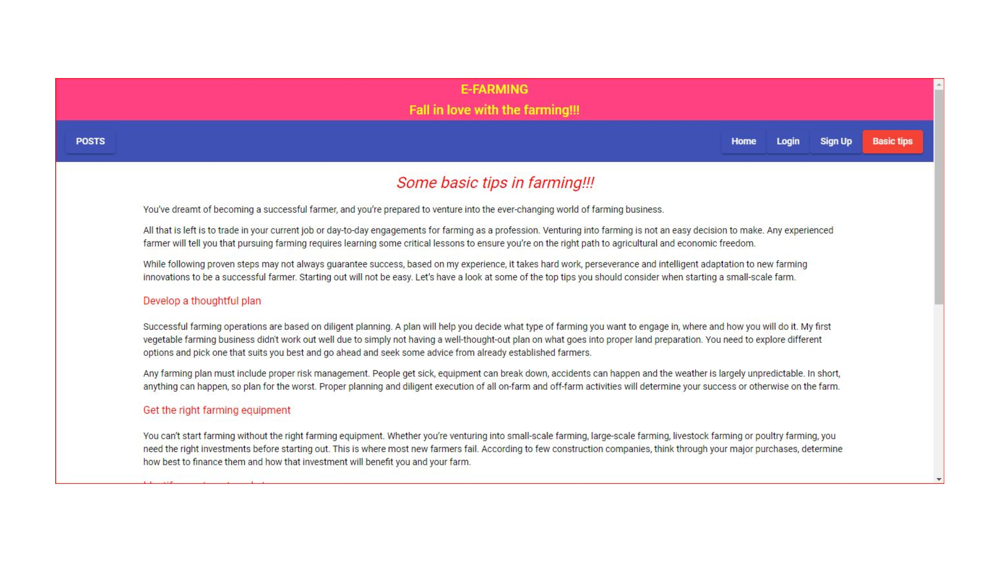 E-FARMING
Fall in love with the farming!!!
POSTS
Home
Login
Sign Up
Basic tips
Some basic tips in farming!!!
You’ve dreamt of becoming a successful farmer, and you’re prepared to venture into the ever-changing world of farming business.
All that is left is to trade in your current job or day-to-day engagements for farming as a profession. Venturing into farming is not an easy decision to make. Any experienced
farmer will tell you that pursuing farming requires learning some critical lessons to ensure you’re on the right path to agricultural and economic freedom.
While following proven steps may not always guarantee success, based on my experience, it takes hard work, perseverance and intelligent adaptation to new farming
innovations to be a successful farmer. Starting out will not be easy. Let’s have a look at some of the top tips you should consider when starting a small-scale farm.
Develop a thoughtful plan
Successful farming operations are based on diligent planning. A plan will help you decide what type of farming you want to engage in, where and how you will do it. My first
vegetable farming business didn't work out well due to simply not having a well-thought-out plan on what goes into proper land preparation. You need to explore different
options and pick one that suits you best and go ahead and seek some advice from already established farmers.
Any farming plan must include proper risk management. People get sick, equipment can break down, accidents can happen and the weather is largely unpredictable. In short,
anything can happen, so plan for the worst. Proper planning and diligent execution of all on-farm and off-farm activities will determine your success or otherwise on the farm.
Get the right farming equipment
You can’t start farming without the right farming equipment. Whether you’re venturing into small-scale farming, large-scale farming, livestock farming or poultry farming, you
need the right investments before starting out. This is where most new farmers fail. According to few construction companies, think through your major purchases, determine
how best to finance them and how that investment will benefit you and your farm.